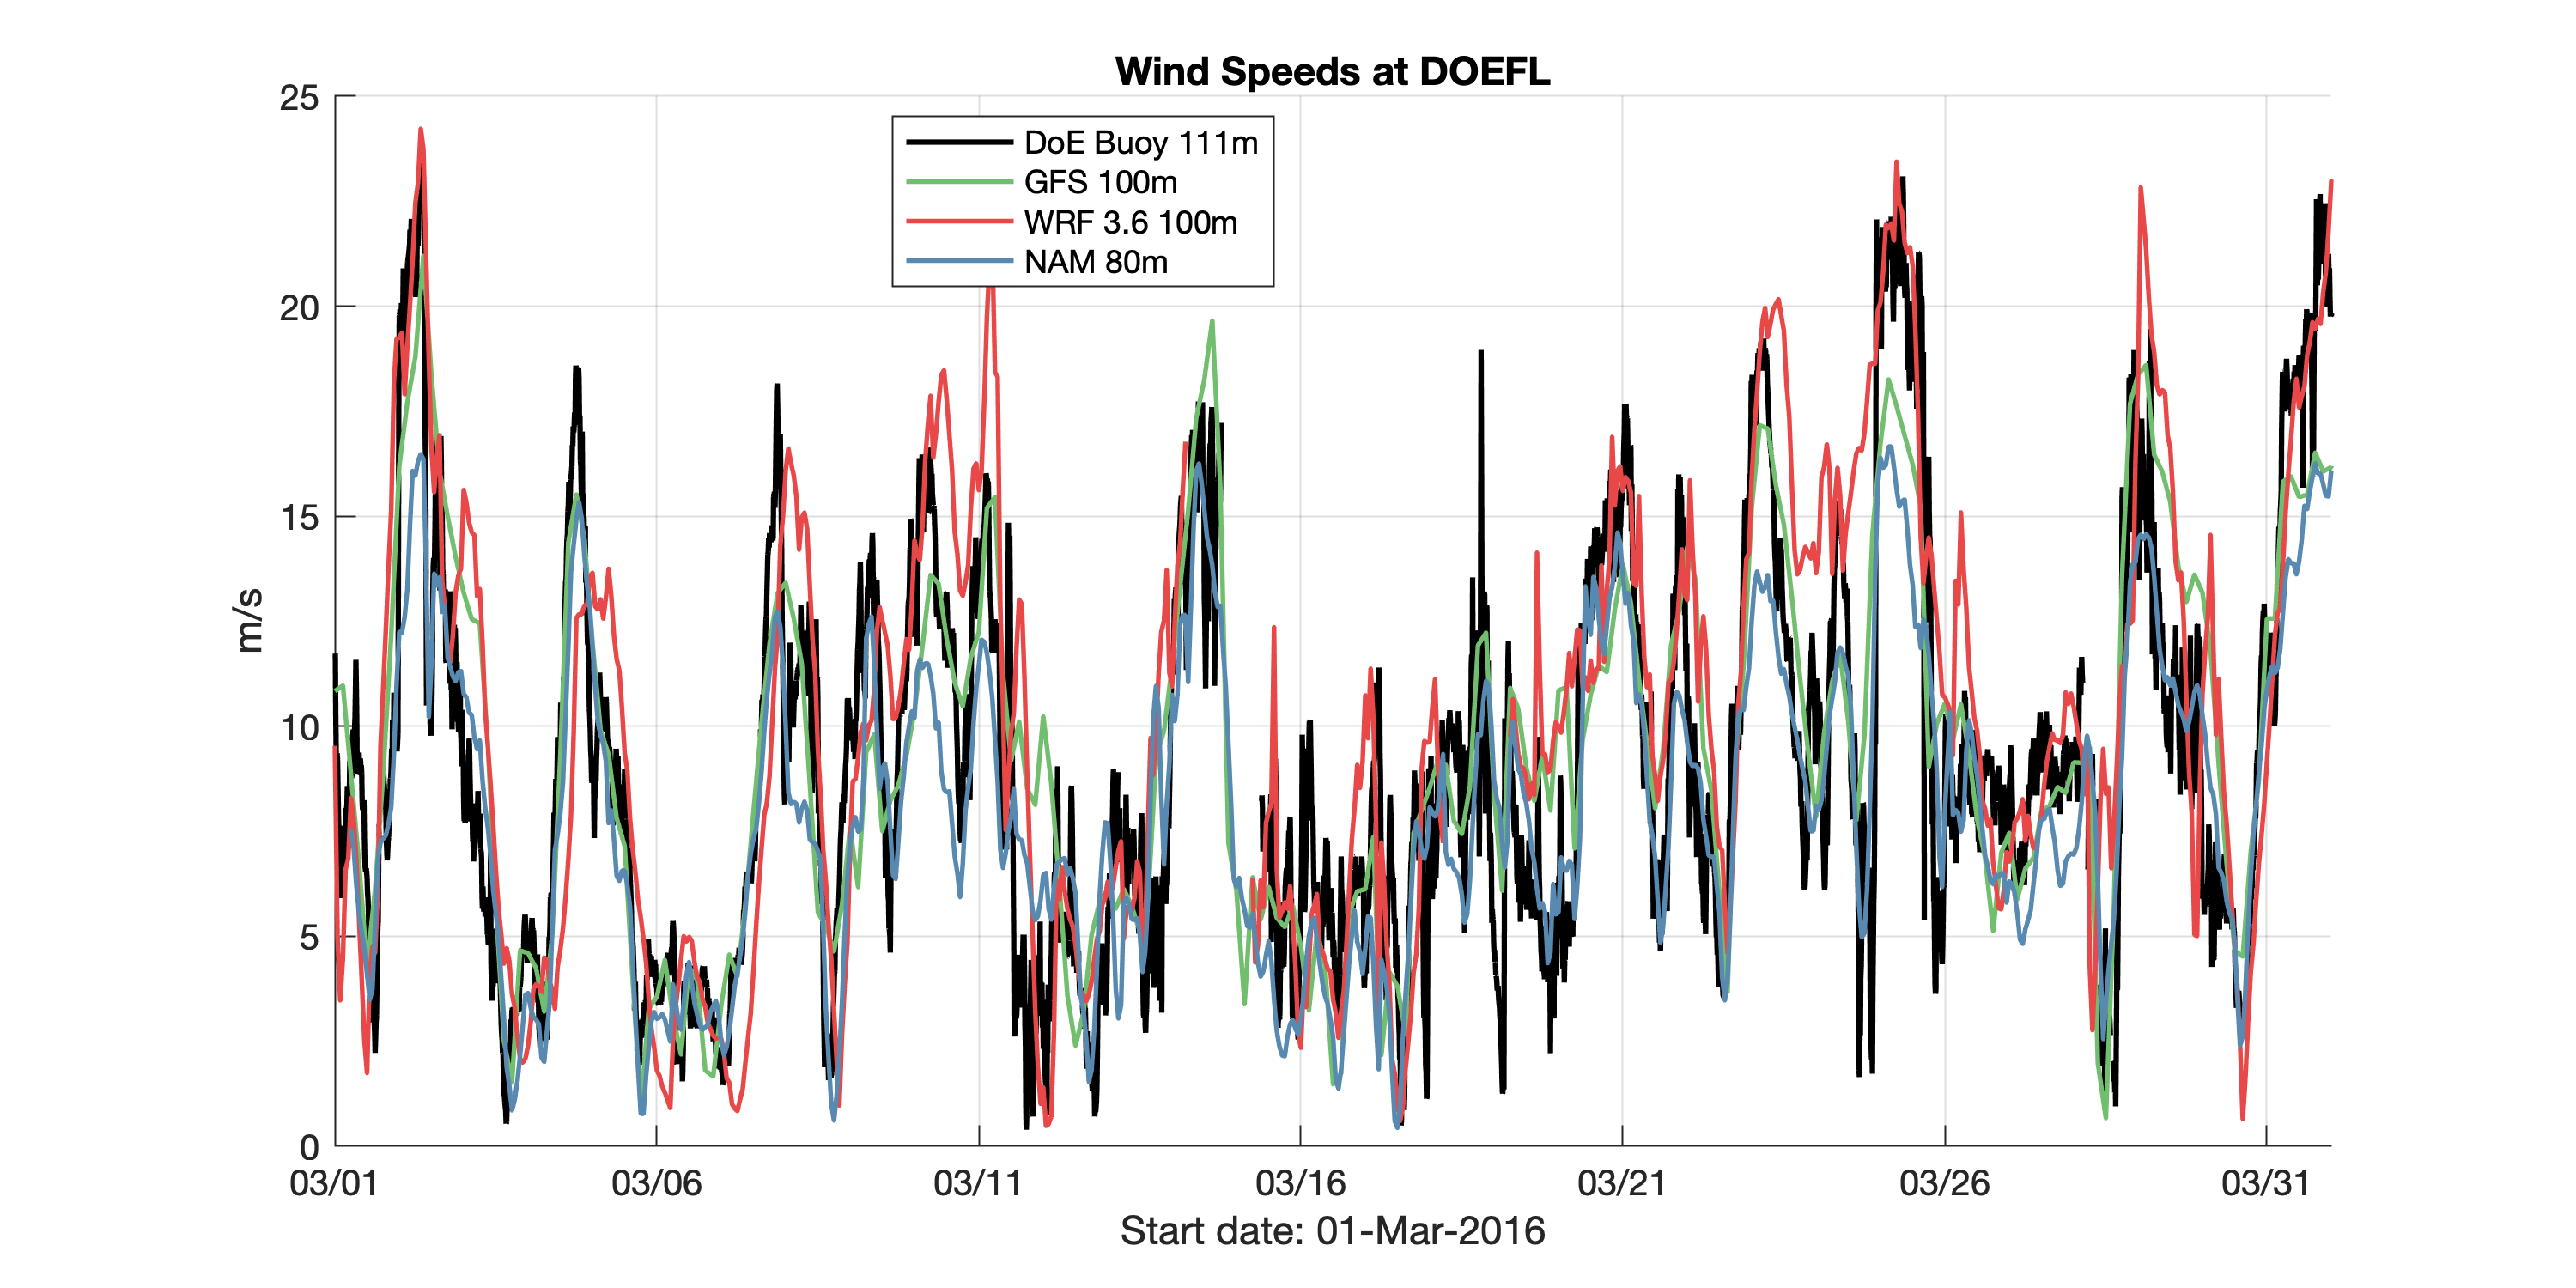 Wind Speeds at DOEFL
25
20
15
10
5
0
m/s
DoE Buoy 111m
GFS 100m
WRF 3.6 100m
NAM 80m
03/01 03/06 03/11 03/16 03/21 03/26 03/31
Start date: 01-Mar-2016